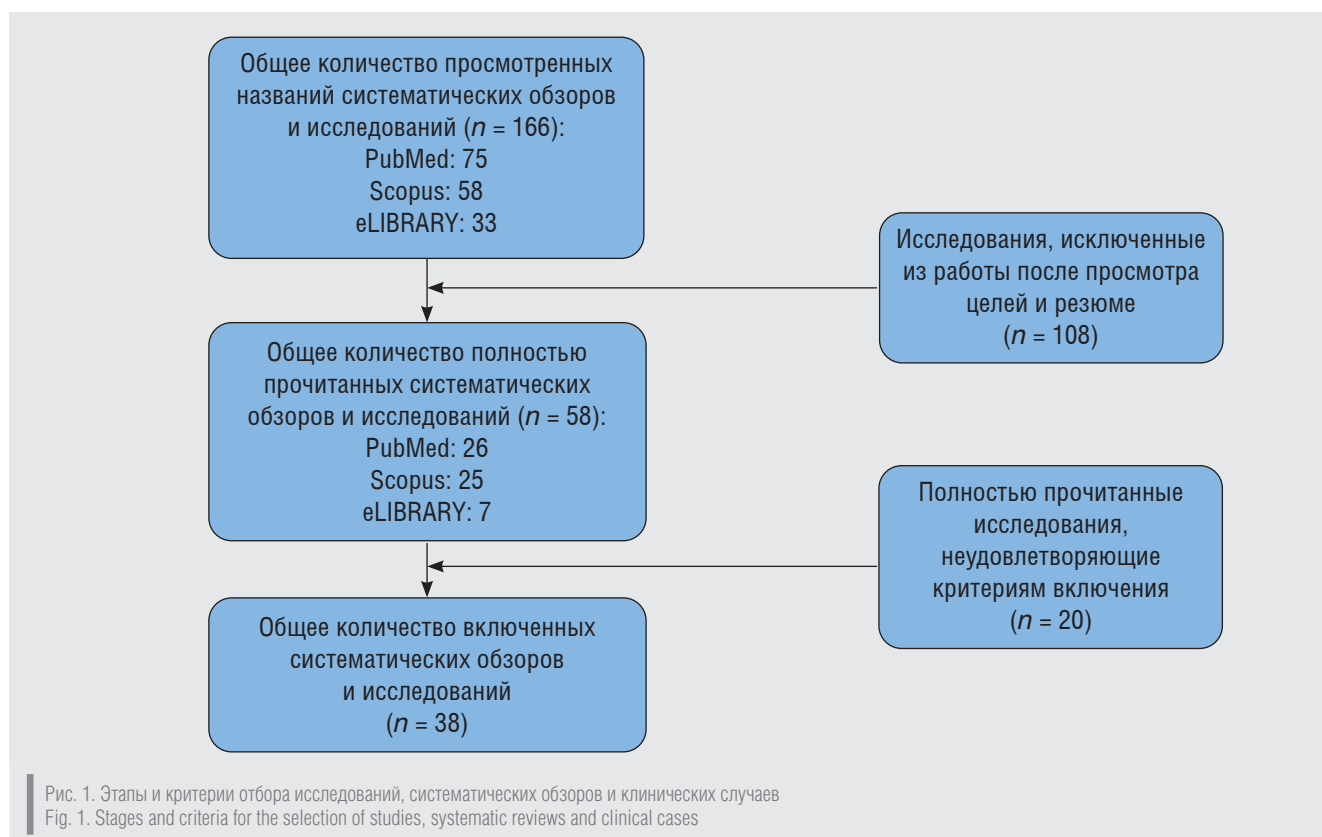 Общее количество просмотренных
названий систематических обзоров
и исследований (n = 166):
PubMed: 75
Scopus: 58
eLIBRARY: 33
Исследования, исключенные
из работы после просмотра
целей и резюме
(n = 108)
Общее количество полностью
прочитанных систематических
обзоров и исследований (n = 58):
PubMed: 26
Scopus: 25
eLIBRARY: 7
Полностью прочитанные
исследования,
неудовлетворяющие
критериям включения
(n = 20)
Общее количество включенных
систематических обзоров
и исследований
(n = 38)
Рис. 1. Этапы и критерии отбора исследований, систематических обзоров и клинических случаев
Fig. 1. Stages and criteria for the selection of studies, systematic reviews and clinical cases